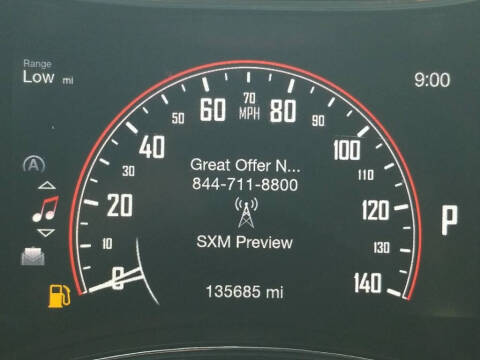 Range
Low mi
9:00
0
10
20
30
40
50
60
70
MPH
80
90
100
110
120
130
140
Great Offer N...
844-711-8800
SXM Preview
135685 mi
A
P